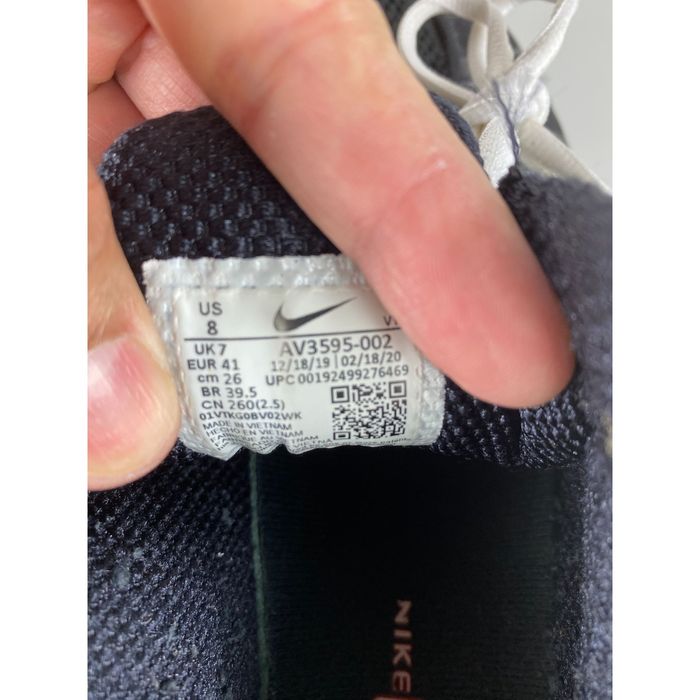 US
8
UK 7
EUR 41
cm 26
BR 39.5
CN 260(2.5)
01VTKG0BV02WK
MADE IN VIETNAM
HECHO EN VIETNAM
AV3595-002
12/18/19 02/18/20
UPC 00192499276469
NIKE